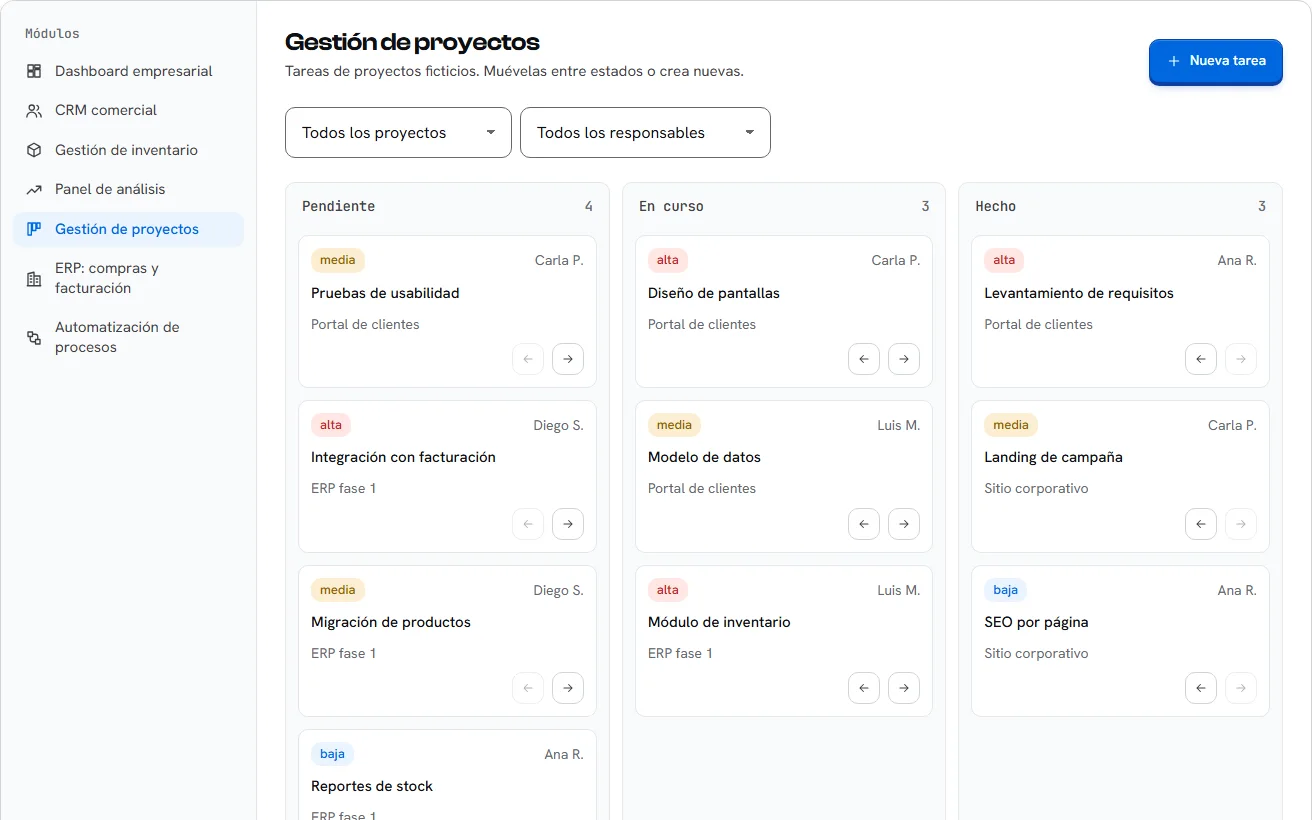 Módulos
Dashboard empresarial
CRM comercial
Gestión de inventario
Panel de análisis
Gestión de proyectos
ERP: compras y
facturación
Automatización de
procesos
Gestión de proyectos
Tareas de proyectos ficticios. Muévelas entre estados o crea nuevas.
+ Nueva tarea
Todos los proyectos
Todos los responsables
Pendiente 4
media Carla P.
Pruebas de usabilidad
Portal de clientes
← →
alta Diego S.
Integración con facturación
ERP fase 1
← →
media Diego S.
Migración de productos
ERP fase 1
← →
baja Ana R.
Reportes de stock
ERP fase 1
En curso 3
alta Carla P.
Diseño de pantallas
Portal de clientes
← →
media Luis M.
Modelo de datos
Portal de clientes
← →
alta Luis M.
Módulo de inventario
ERP fase 1
← →
Hecho 3
alta Ana R.
Levantamiento de requisitos
Portal de clientes
← →
media Carla P.
Landing de campaña
Sitio corporativo
← →
baja Ana R.
SEO por página
Sitio corporativo
← →